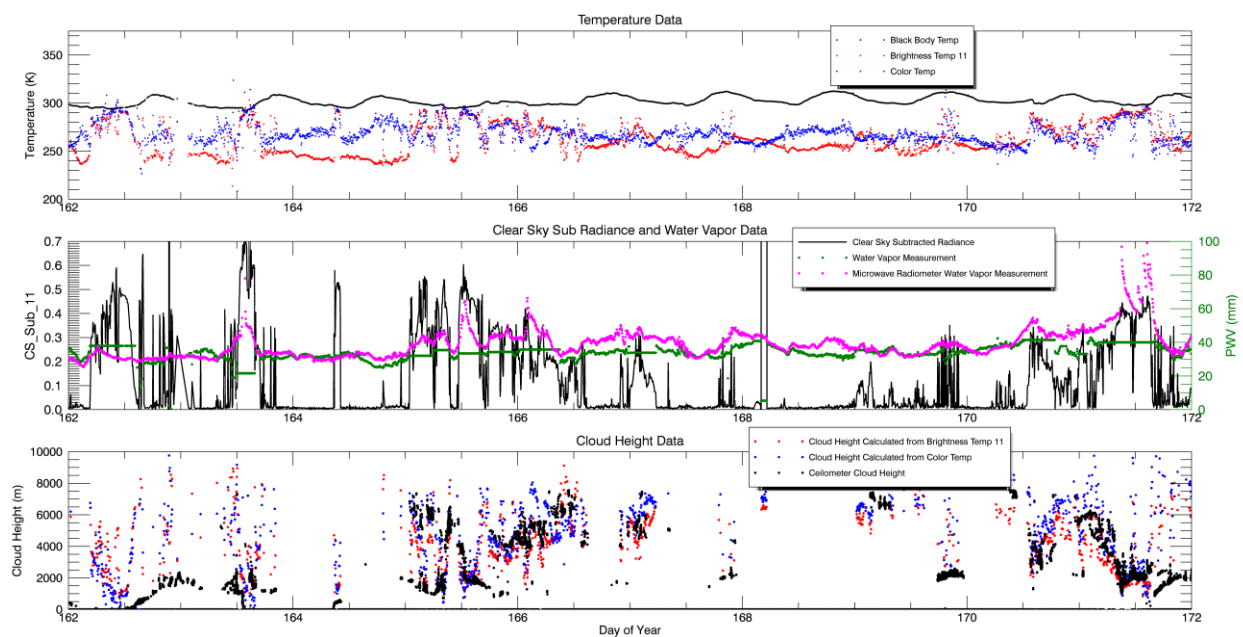 Temperature Data
Black Body Temp
Brightness Temp 11
Color Temp
Temperature (K)
350
300
250
200
162 164 166 168 170 172
Clear Sky Sub Radiance and Water Vapor Data
Clear Sky Subtracted Radiance
Water Vapor Measurement
Microwave Radiometer Water Vapor Measurement
CS_Sub_11
0.7
0.6
0.5
0.4
0.3
0.2
0.1
0.0
100
80
60
40
20
0
PWV (mm)
162 164 166 168 170 172
Cloud Height Data
Cloud Height Calculated from Brightness Temp 11
Cloud Height Calculated from Color Temp
Ceilometer Cloud Height
Cloud Height (m)
10000
8000
6000
4000
2000
0
162 164 166 168 170 172
Day of Year